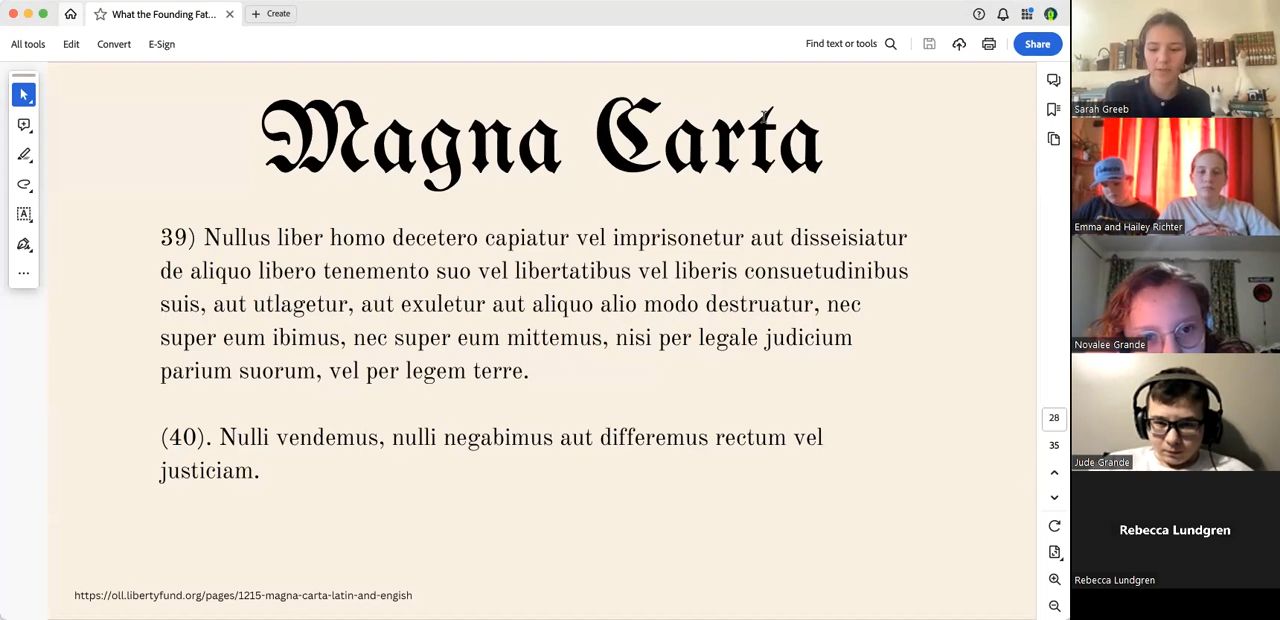 What the Founding Fat...
Create
All tools
Edit
Convert
E-Sign
Find text or tools
Share
Magna Carta
39) Nullus liber homo decetero capiatur vel imprisonetur aut disseisiatur
de aliquo libero tenemento suo vel libertatibus vel liberis consuetudinibus
suis, aut utlagetur, aut exuletur aut aliquo alio modo destruatur, nec
super eum ibimus, nec super eum mittemus, nisi per legale judicium
parium suorum, vel per legem terre.
(40). Nulli vendemus, nulli negabimus aut differemus rectum vel
justiciam.
https://oll.libertyfund.org/pages/1215-magna-carta-latin-and-engish
28
35
Sarah Greeb
Emma and Hailey Richter
Novalee Grande
Jude Grande
Rebecca Lundgren
Rebecca Lundgren